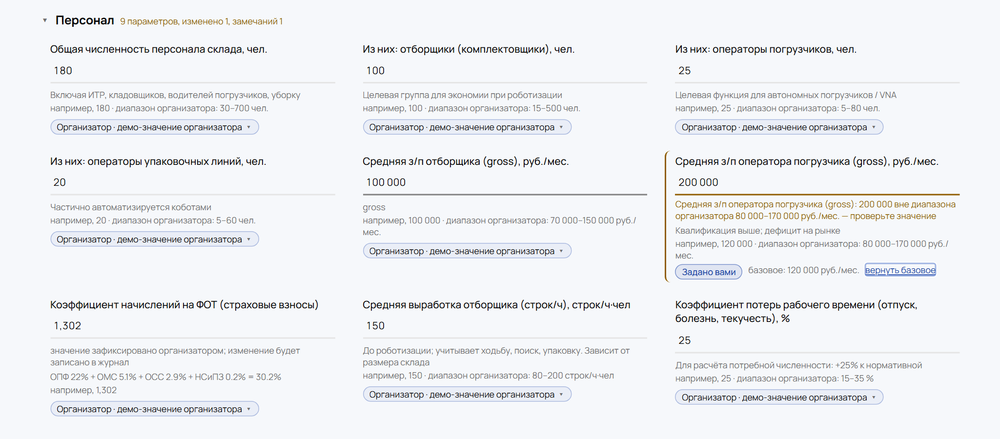 Персонал 9 параметров, изменено 1, замечаний 1
Общая численность персонала склада, чел.
180
Включая ИТР, кладовщиков, водителей погрузчиков, уборку
например, 180 · диапазон организатора: 30–700 чел.
Организатор · демо-значение организатора
Из них: отборщики (комплектовщики), чел.
100
Целевая группа для экономии при роботизации
например, 100 · диапазон организатора: 15–500 чел.
Организатор · демо-значение организатора
Из них: операторы погрузчиков, чел.
25
Целевая функция для автономных погрузчиков / VNA
например, 25 · диапазон организатора: 5–80 чел.
Организатор · демо-значение организатора
Из них: операторы упаковочных линий, чел.
20
Частично автоматизируется коботами
например, 20 · диапазон организатора: 5–60 чел.
Организатор · демо-значение организатора
Средняя з/п отборщика (gross), руб./мес.
100 000
gross
например, 100 000 · диапазон организатора: 70 000–150 000 руб./
мес.
Организатор · демо-значение организатора
Средняя з/п оператора погрузчика (gross), руб./мес.
200 000
Средняя з/п оператора погрузчика (gross): 200 000 вне диапазона
организатора 80 000–170 000 руб./мес. — проверьте значение
Квалификация выше; дефицит на рынке
например, 120 000 · диапазон организатора: 80 000–170 000 руб./
мес.
Задано вами базовое: 120 000 руб./мес. вернуть базовое
Коэффициент начислений на ФОТ (страховые взносы)
1,302
значение зафиксировано организатором; изменение будет
записано в журнал
ОПФ 22% + ОМС 5.1% + ОСС 2.9% + НСиПЗ 0.2% = 30.2%
например, 1,302
Организатор · демо-значение организатора
Средняя выработка отборщика (строк/ч), строк/ч·чел
150
До роботизации; учитывает ходьбу, поиск, упаковку. Зависит от
размера склада
например, 150 · диапазон организатора: 80–200 строк/ч·чел
Организатор · демо-значение организатора
Коэффициент потерь рабочего времени (отпуск,
болезнь, текучесть), %
25
Для расчёта потребной численности: +25% к нормативной
например, 25 · диапазон организатора: 15–35 %
Организатор · демо-значение организатора